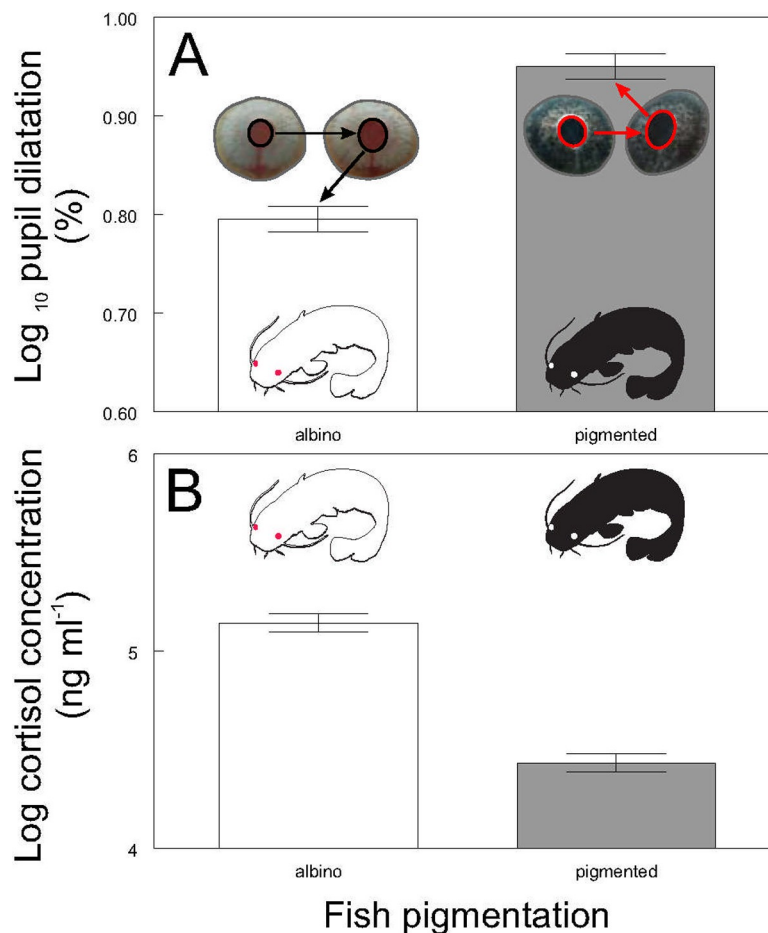 A
Log 10 pupil dilatation
(%)
1.00
0.90
0.80
0.70
0.60
albino pigmented
B
Log cortisol concentration
(ng ml-1)
6
5
4
albino pigmented
Fish pigmentation